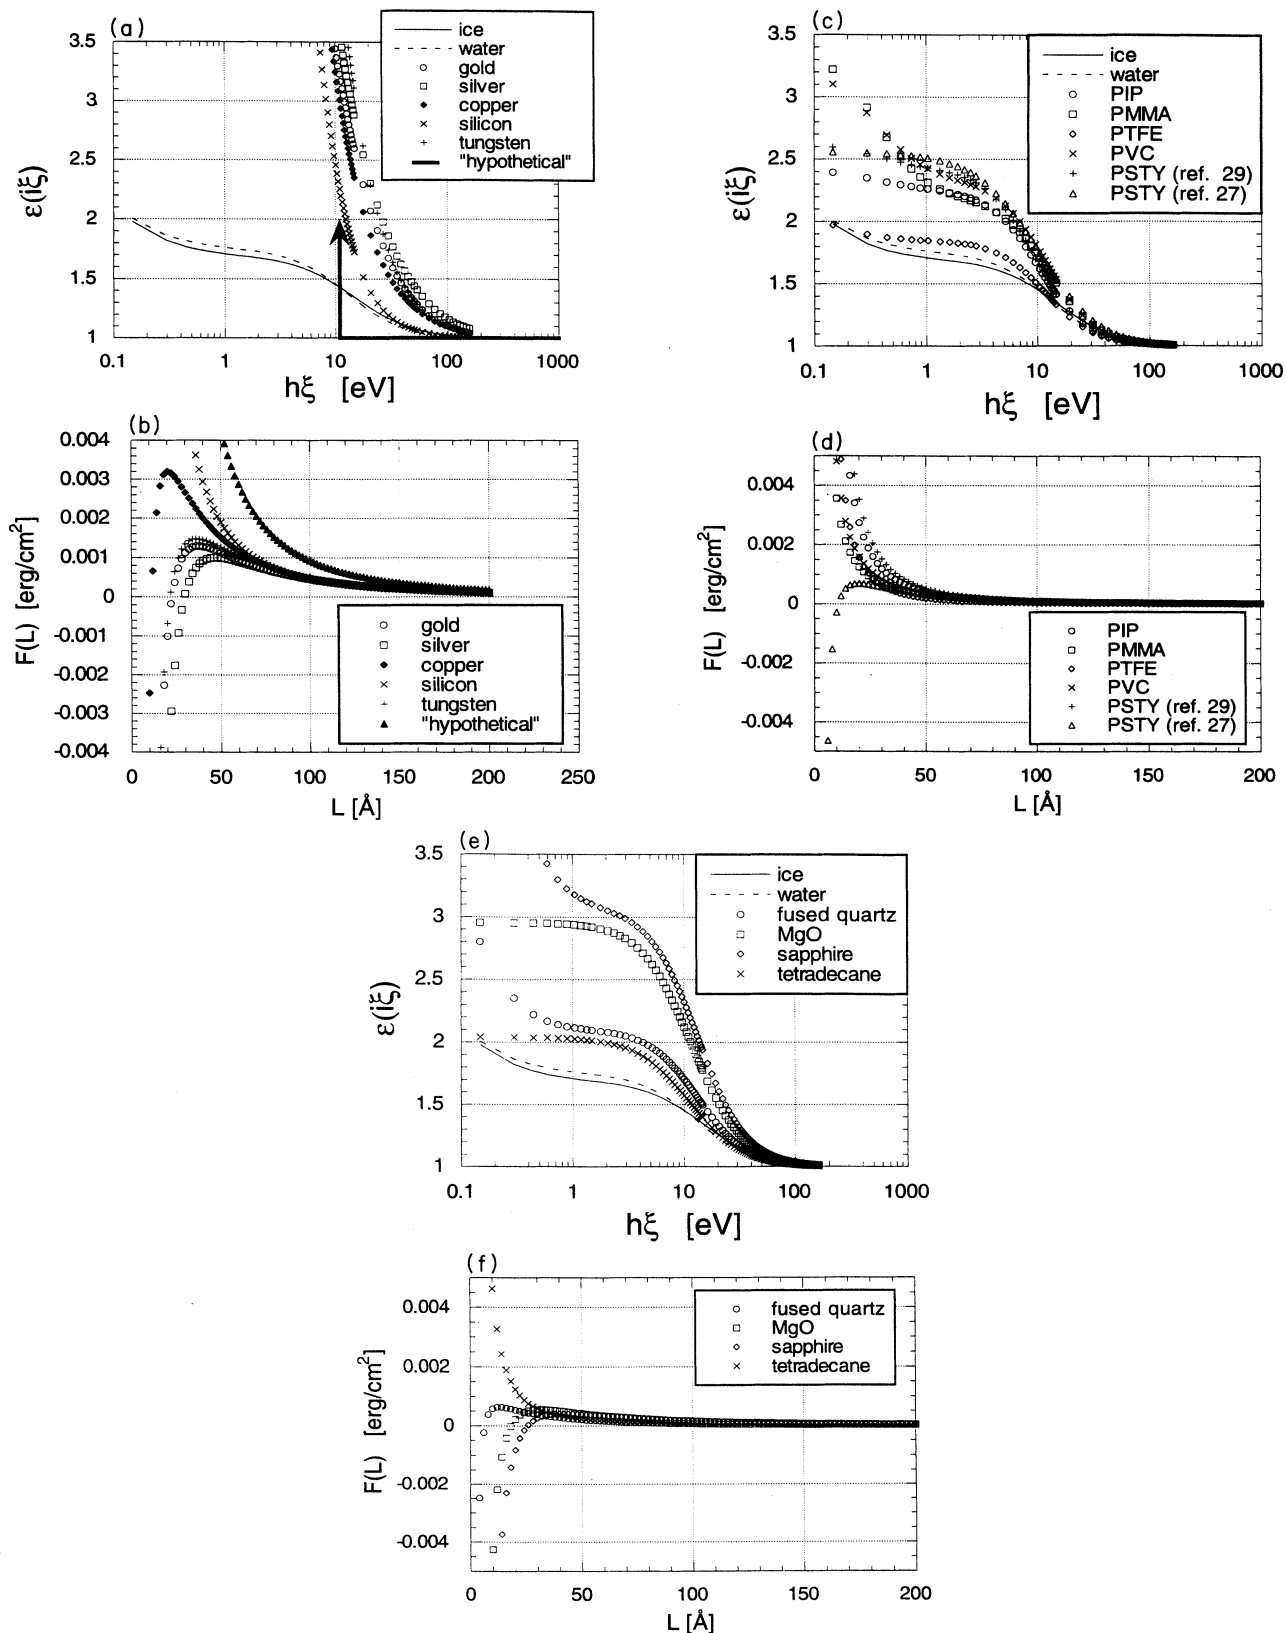 (a)
ice
water
gold
silver
copper
silicon
tungsten
"hypothetical"
3.5
3
2.5
2
1.5
1
ε(iξ)
0.1
1
10
100
1000
hξ [eV]
(b)
0.004
0.003
0.002
0.001
0
-0.001
-0.002
-0.003
-0.004
F(L) [erg/cm²]
gold
silver
copper
silicon
tungsten
"hypothetical"
0
50
100
150
200
250
L [Å]
(c)
ice
water
PIP
PMMA
PTFE
PVC
PSTY (ref. 29)
PSTY (ref. 27)
3.5
3
2.5
2
1.5
1
ε(iξ)
0.1
1
10
100
1000
hξ [eV]
(d)
0.004
0.002
0
-0.002
-0.004
F(L) [erg/cm²]
PIP
PMMA
PTFE
PVC
PSTY (ref. 29)
PSTY (ref. 27)
0
50
100
150
200
L [Å]
(e)
ice
water
fused quartz
MgO
sapphire
tetradecane
3.5
3
2.5
2
1.5
1
ε(iξ)
0.1
1
10
100
1000
hξ [eV]
(f)
0.004
0.002
0
-0.002
-0.004
F(L) [erg/cm²]
fused quartz
MgO
sapphire
tetradecane
0
50
100
150
200
L [Å]